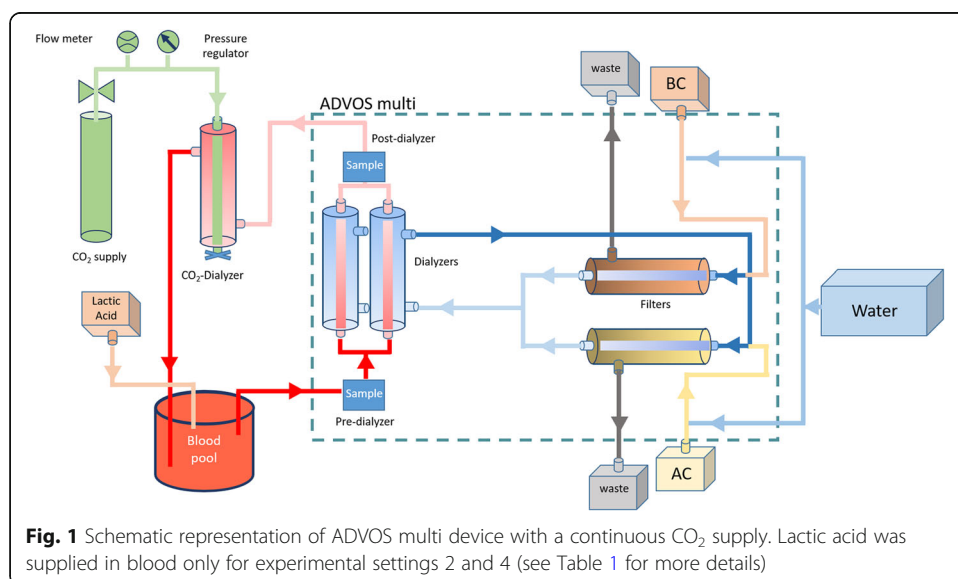 Flow meter
Pressure
regulator
waste
BC
ADVOS multi
Post-dialyzer
Sample
CO₂ supply
CO₂-Dialyzer
Dialyzers
Filters
Water
Lactic
Acid
Sample
Pre-dialyzer
Blood
pool
waste
AC
Fig. 1 Schematic representation of ADVOS multi device with a continuous CO₂ supply. Lactic acid was
supplied in blood only for experimental settings 2 and 4 (see Table 1 for more details)